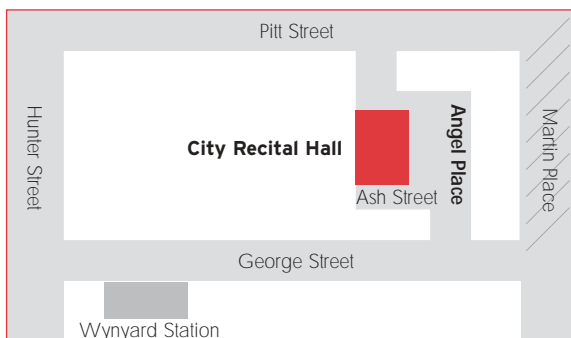 Pitt Street
Hunter Street
City Recital Hall
Angel Place
Martin Place
Ash Street
George Street
Wynyard Station